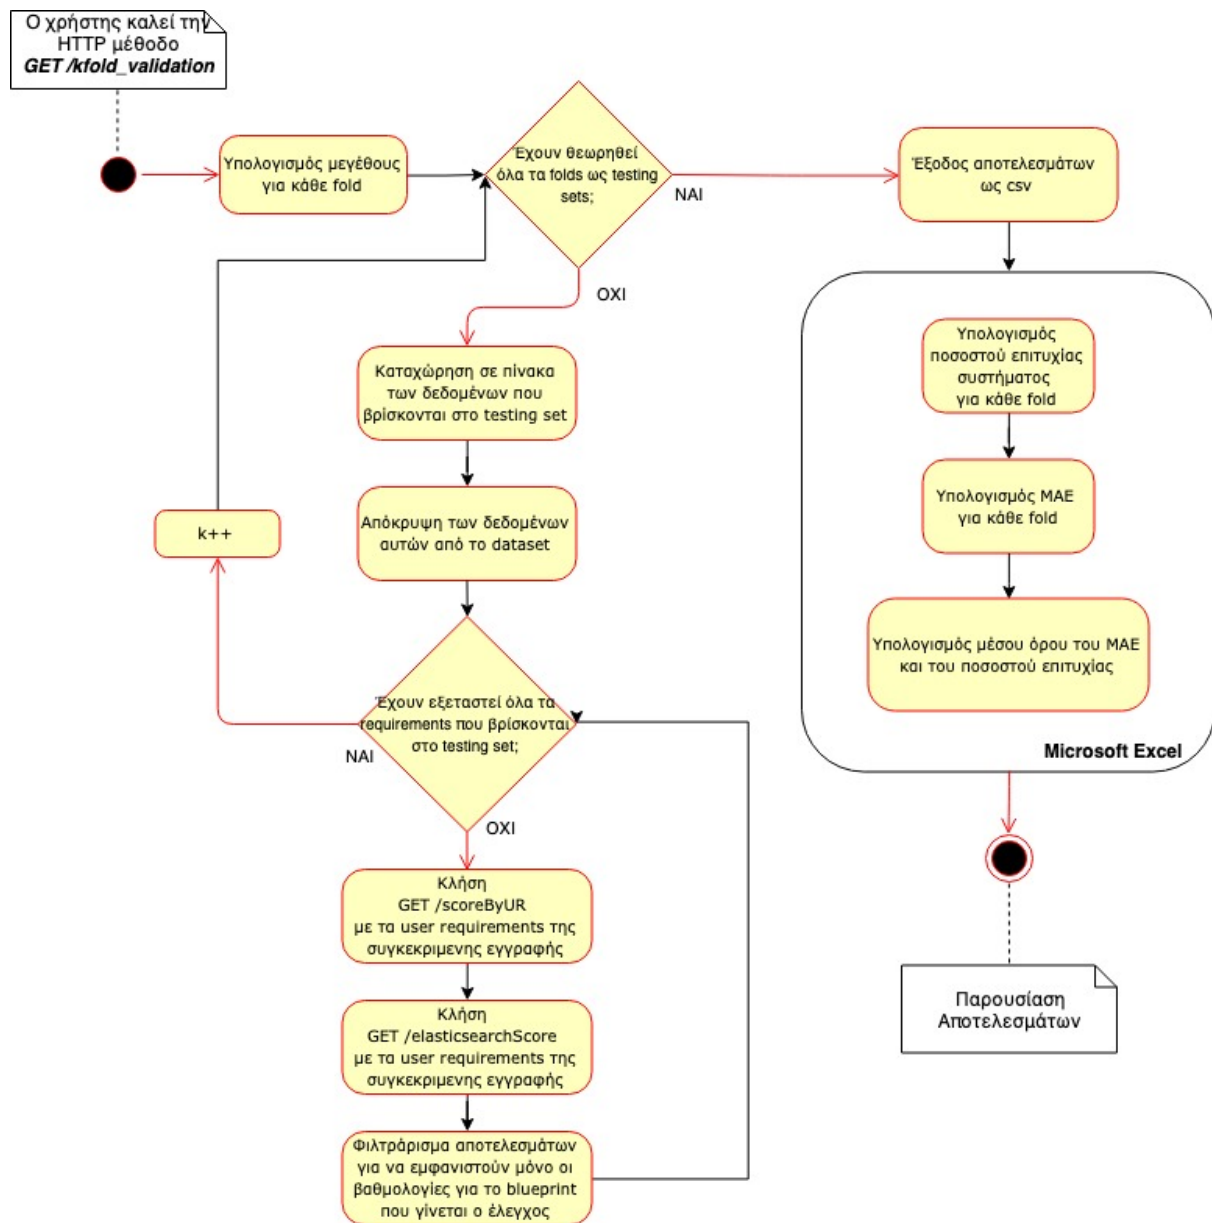 Ο χρήστης καλεί την
HTTP μέθοδο
GET /kfold_validation
Υπολογισμός μεγέθους
για κάθε fold
Έχουν θεωρηθεί
όλα τα folds ως testing
sets;
ΝΑΙ
Έξοδος αποτελεσμάτων
ως csv
ΟΧΙ
Καταχώρηση σε πίνακα
των δεδομένων που
βρίσκονται στο testing set
Απόκρυψη των δεδομένων
αυτών από το dataset
k++
Έχουν εξεταστεί όλα τα
requirements που βρίσκονται
στο testing set;
ΝΑΙ
ΟΧΙ
Κλήση
GET /scoreByUR
με τα user requirements της
συγκεκριμενης εγγραφής
Κλήση
GET /elasticsearchScore
με τα user requirements της
συγκεκριμενης εγγραφής
Φιλτράρισμα αποτελεσμάτων
για να εμφανιστούν μόνο οι
βαθμολογίες για το blueprint
που γίνεται ο έλεγχος
Υπολογισμός
ποσοστού επιτυχίας
συστήματος
για κάθε fold
Υπολογισμός MAE
για κάθε fold
Υπολογισμός μέσου όρου του MAE
και του ποσοστού επιτυχίας
Microsoft Excel
Παρουσίαση
Αποτελεσμάτων